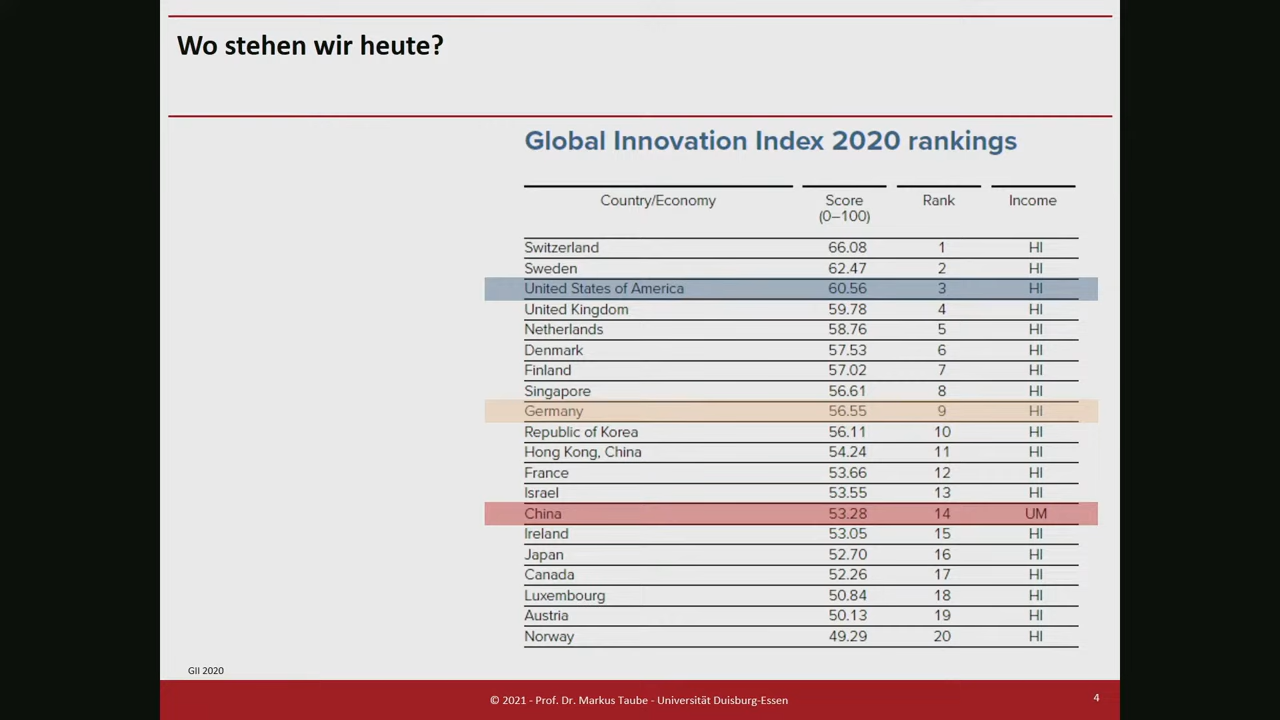 Wo stehen wir heute?
Global Innovation Index 2020 rankings
Country/Economy Score (0–100) Rank Income
Switzerland 66.08 1 HI
Sweden 62.47 2 HI
United States of America 60.56 3 HI
United Kingdom 59.78 4 HI
Netherlands 58.76 5 HI
Denmark 57.53 6 HI
Finland 57.02 7 HI
Singapore 56.61 8 HI
Germany 56.55 9 HI
Republic of Korea 56.11 10 HI
Hong Kong, China 54.24 11 HI
France 53.66 12 HI
Israel 53.55 13 HI
China 53.28 14 UM
Ireland 53.05 15 HI
Japan 52.70 16 HI
Canada 52.26 17 HI
Luxembourg 50.84 18 HI
Austria 50.13 19 HI
Norway 49.29 20 HI
GII 2020
© 2021 - Prof. Dr. Markus Taube - Universität Duisburg-Essen
4